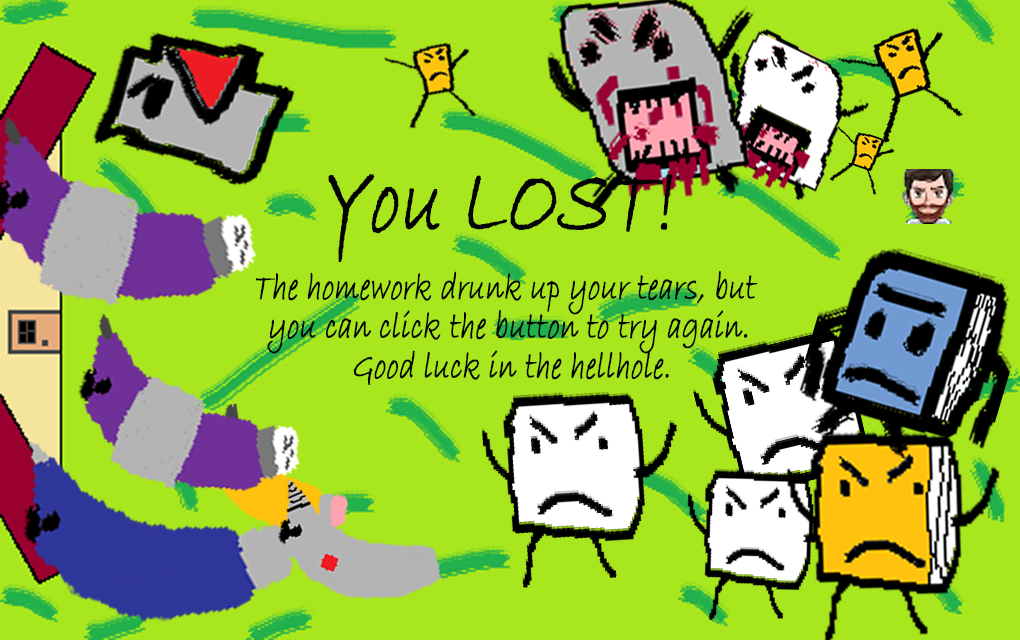 You LOST!
The homework drunk up your tears, but
you can click the button to try again.
Good luck in the hellhole.